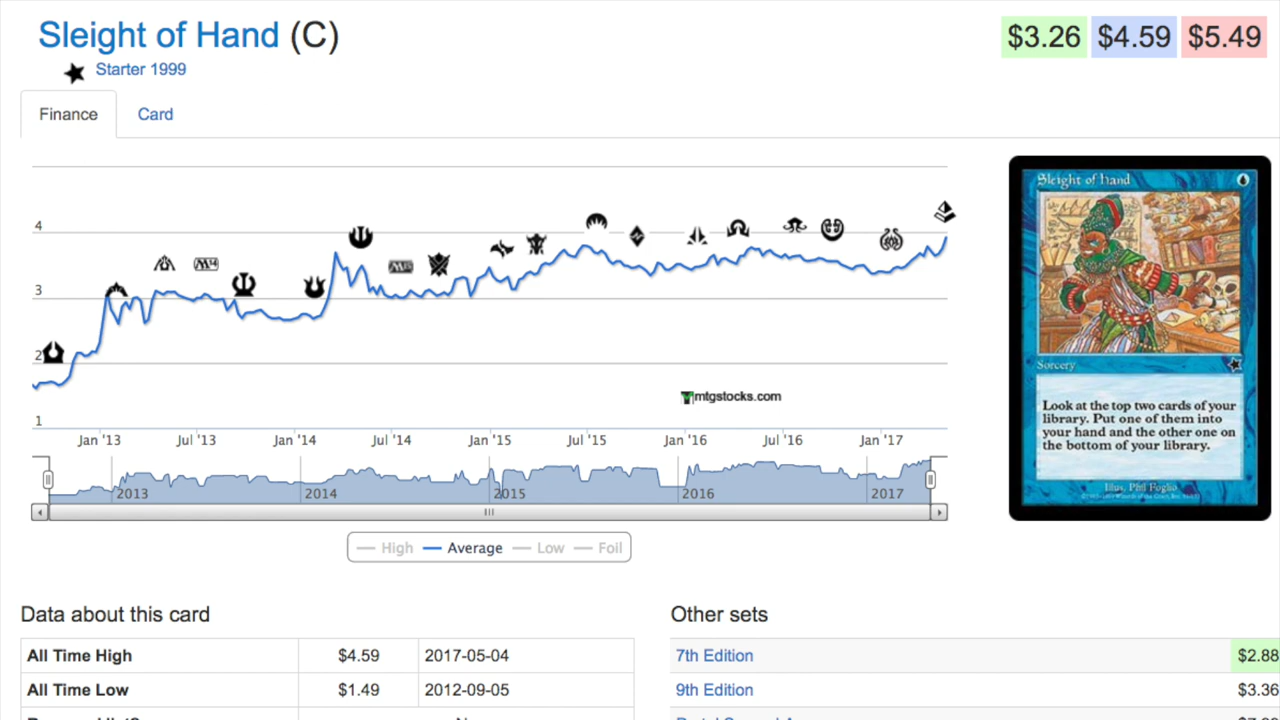 Sleight of Hand (C)
$3.26 $4.59 $5.49
Starter 1999
Finance Card
4
3
2
1
M14
mtgstocks.com
Jan '13 Jul '13 Jan '14 Jul '14 Jan '15 Jul '15 Jan '16 Jul '16 Jan '17
2013 2014 2015 2016 2017
High Average Low Foil
Sleight of Hand
Sorcery
Look at the top two cards of your
library. Put one of them into
your hand and the other one on
the bottom of your library.
Illus. Phil Foglio
Data about this card
All Time High $4.59 2017-05-04
All Time Low $1.49 2012-09-05
Other sets
7th Edition $2.88
9th Edition $3.36